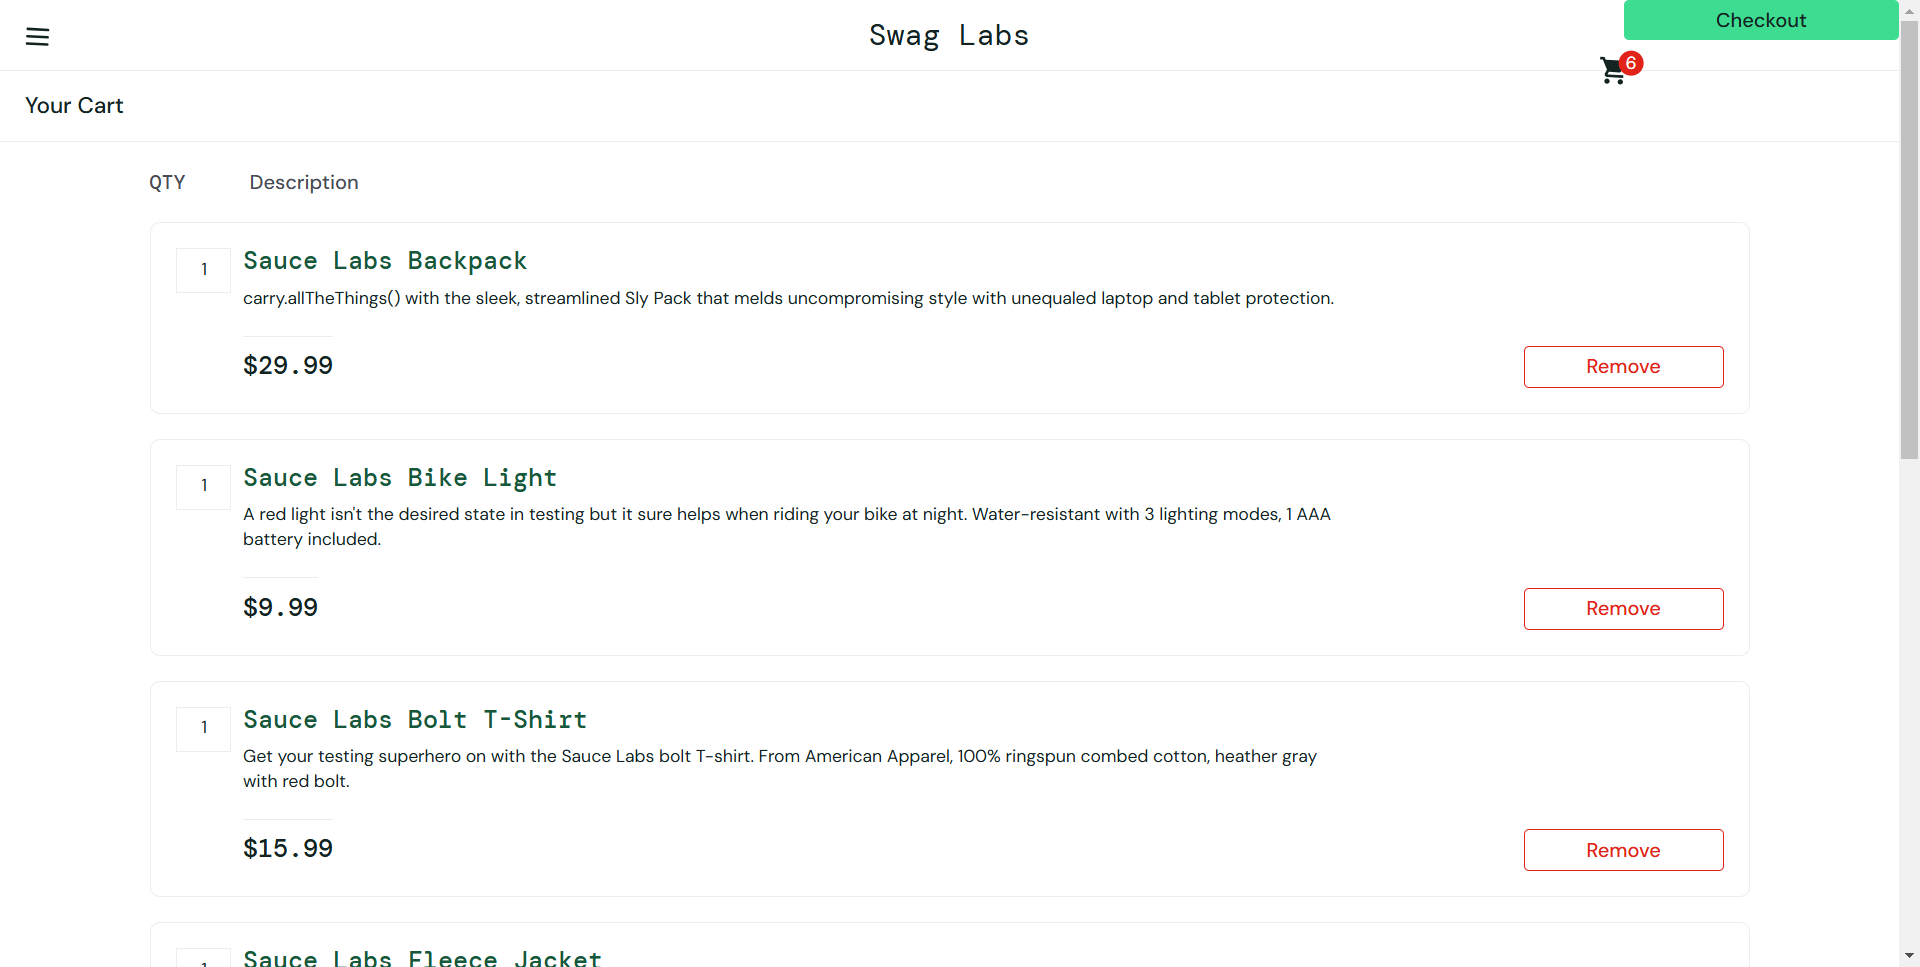 Swag Labs
Checkout
6
Your Cart
QTY
Description
1
Sauce Labs Backpack
carry.allTheThings() with the sleek, streamlined Sly Pack that melds uncompromising style with unequaled laptop and tablet protection.
$29.99
Remove
1
Sauce Labs Bike Light
A red light isn't the desired state in testing but it sure helps when riding your bike at night. Water-resistant with 3 lighting modes, 1 AAA
battery included.
$9.99
Remove
1
Sauce Labs Bolt T-Shirt
Get your testing superhero on with the Sauce Labs bolt T-shirt. From American Apparel, 100% ringspun combed cotton, heather gray
with red bolt.
$15.99
Remove
1
Sauce Labs Fleece Jacket